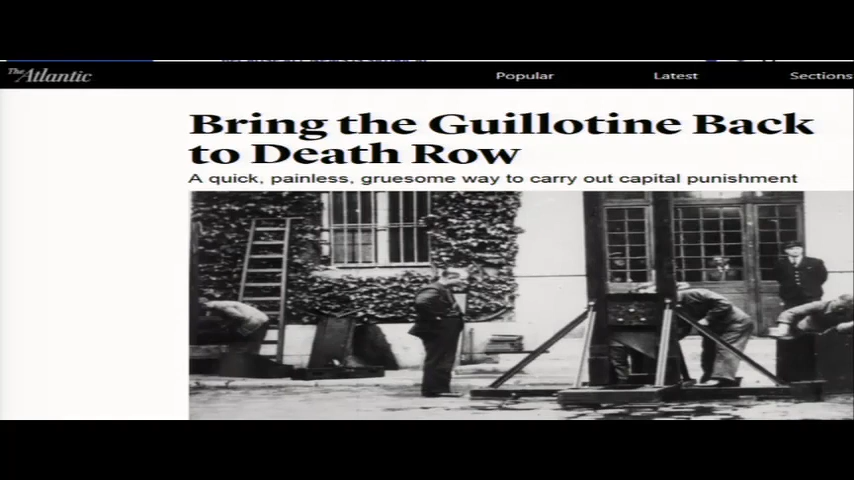 The Atlantic
Popular
Latest
Sections
Bring the Guillotine Back
to Death Row
A quick, painless, gruesome way to carry out capital punishment